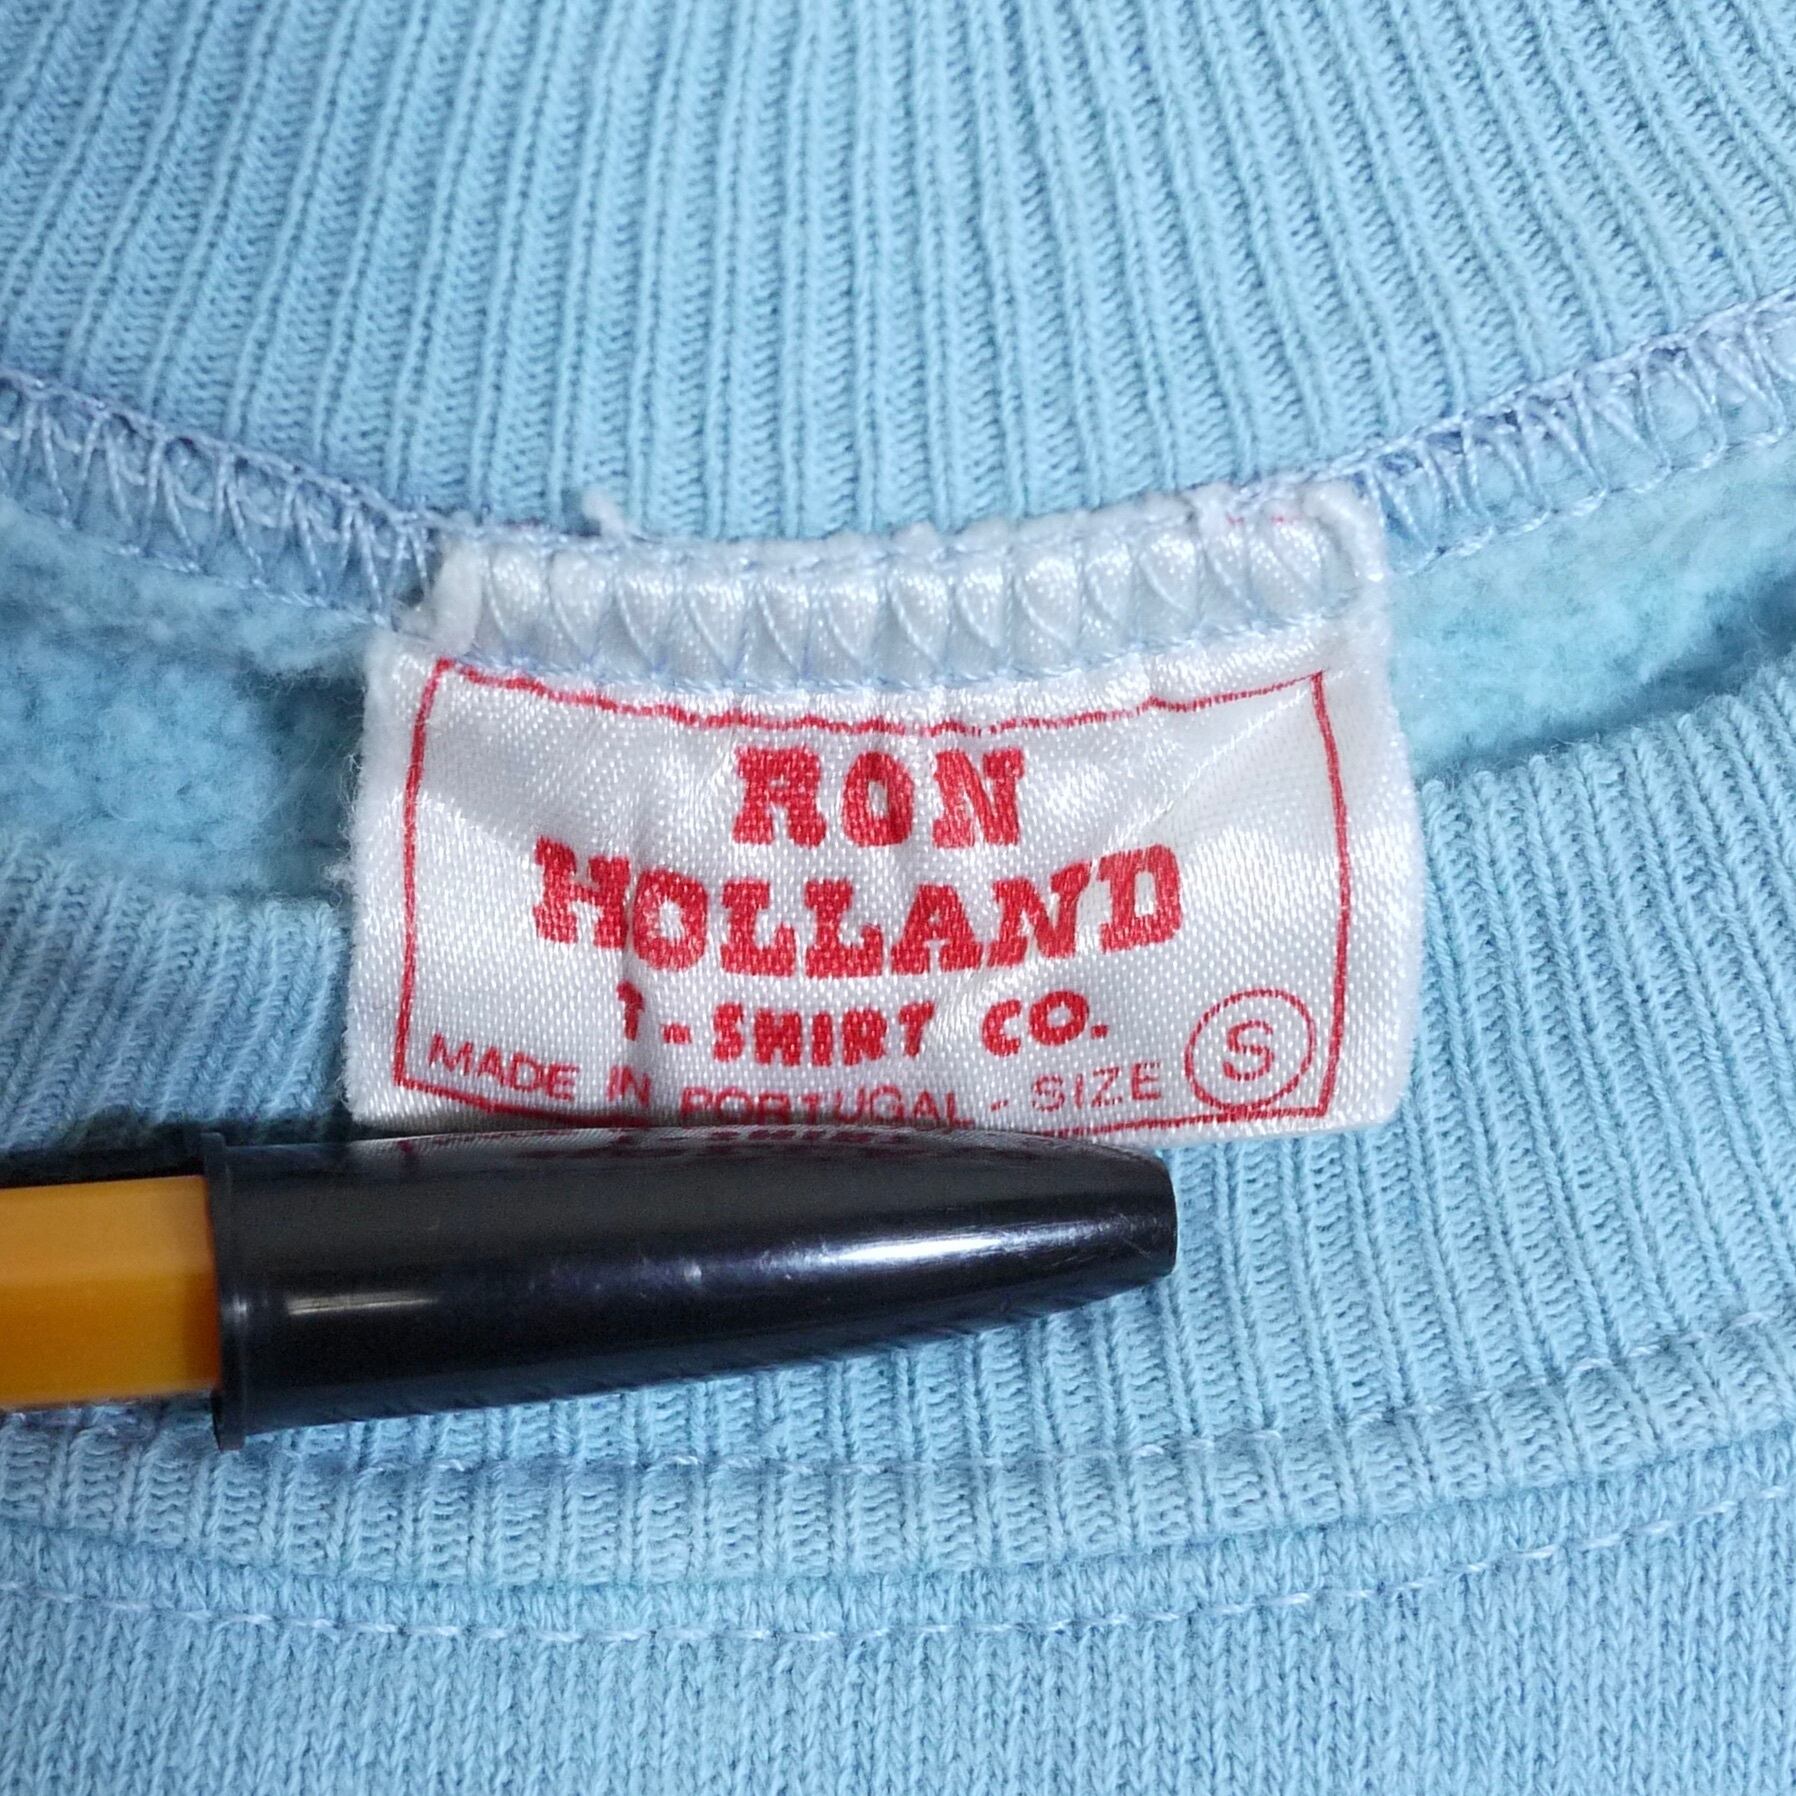 RON
HOLLAND
T-SHIRT CO.
MADE IN PORTUGAL - SIZE S